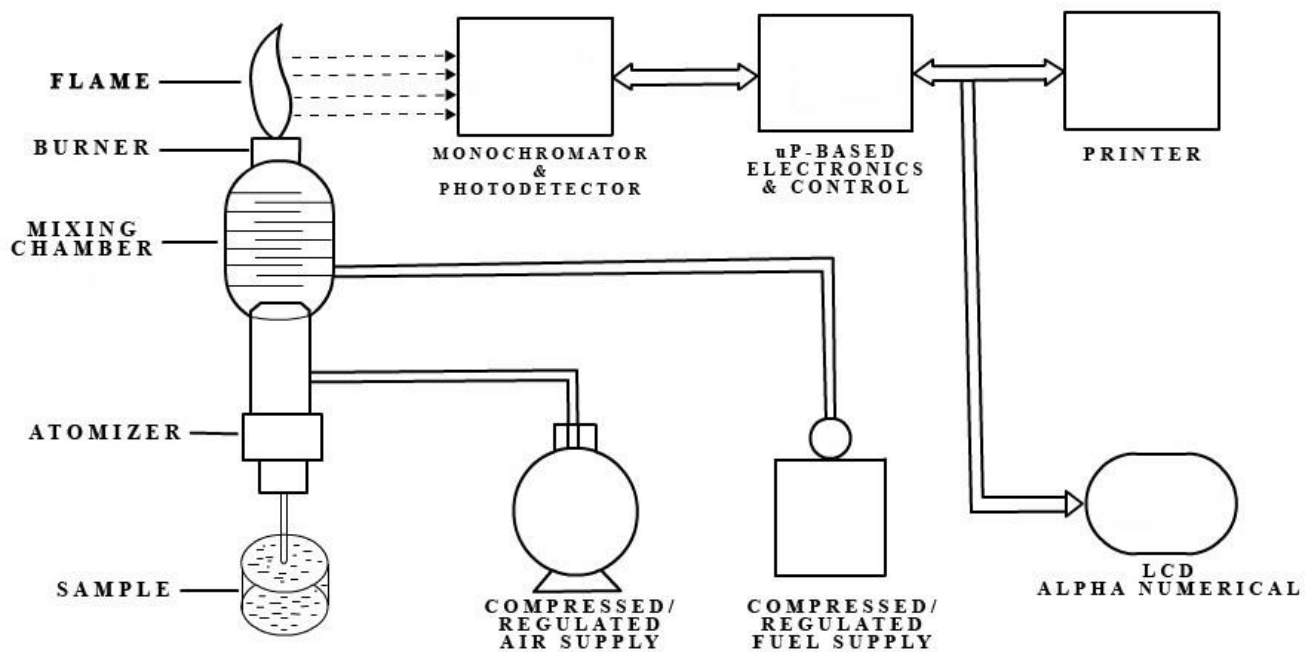 FLAME
BURNER
MIXING
CHAMBER
ATOMIZER
SAMPLE
MONOCHROMATOR
&
PHOTODETECTOR
uP-BASED
ELECTRONICS
& CONTROL
PRINTER
COMPRESSED/
REGULATED
AIR SUPPLY
COMPRESSED/
REGULATED
FUEL SUPPLY
LCD
ALPHA NUMERICAL